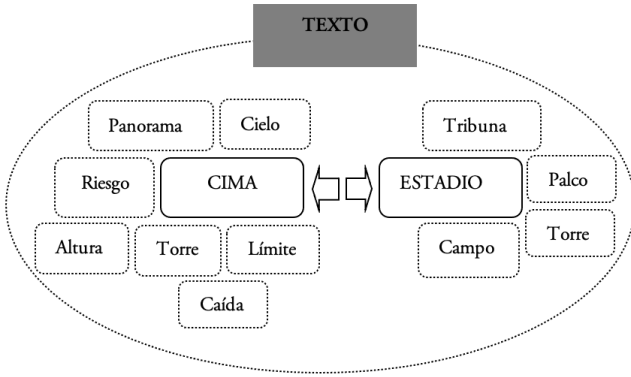 TEXTO
Panorama
Cielo
Tribuna
Riesgo
CIMA
ESTADIO
Palco
Altura
Torre
Límite
Campo
Torre
Caída